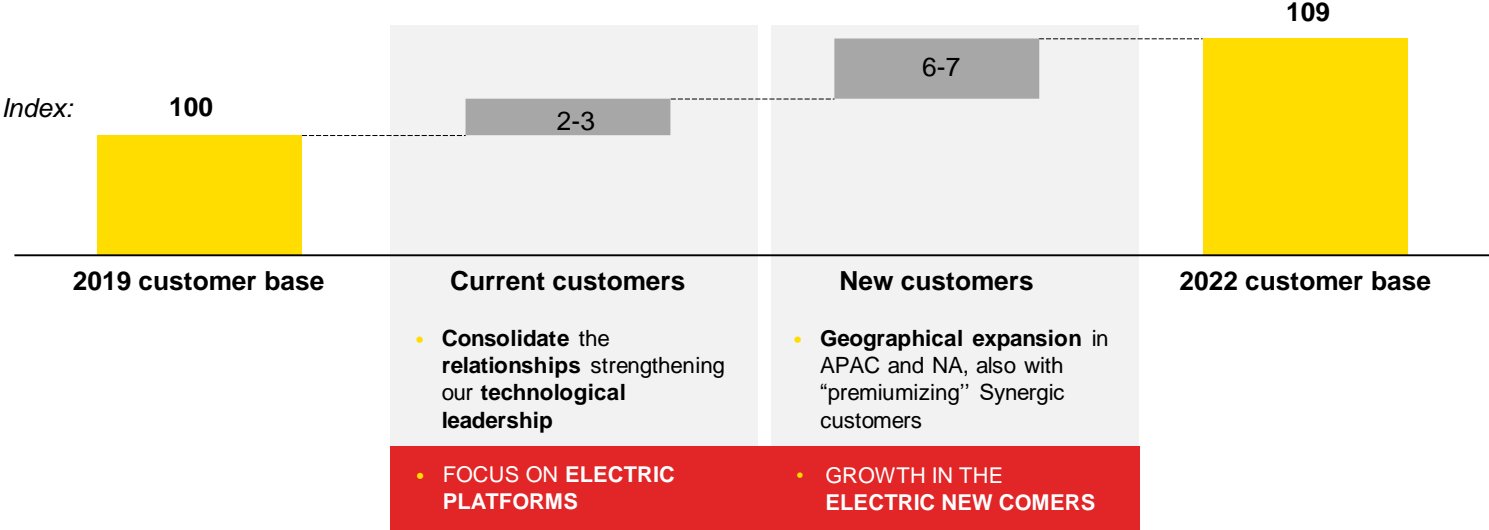 109
6-7
Index:
100
2-3
2019 customer base
Current customers
New customers
2022 customer base
• Consolidate the
relationships strengthening
our technological
leadership
• Geographical expansion in
APAC and NA, also with
“premiumizing’’ Synergic
customers
• FOCUS ON ELECTRIC
PLATFORMS
• GROWTH IN THE
ELECTRIC NEW COMERS